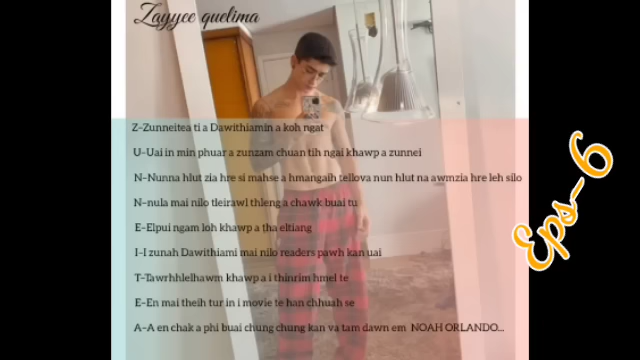 Zayyee quelima
Z-Zunneitea ti a Dawithiamin a koh ngat
U-Uai in min phuar a zunzam chuan tih ngai khawp a zunnei
N-Nunna hlut zia hre si mahse a hmangaih tellova nun hlut na awmzia hre leh silo
N-nula mai nilo tleirawl thleng a chawk buai tu
E-Elpui ngam loh khawp a tha eltiang
I-I zunah Dawithiami mai nilo readers pawh kan uai
T-Tawrhhlelhawm khawp a i thinrim hmel te
E-En mai theih tur in i movie te han chhuah se
A-A en chak a phi buai chung chung kan va tam dawn em NOAH ORLANDO...
Eps-6